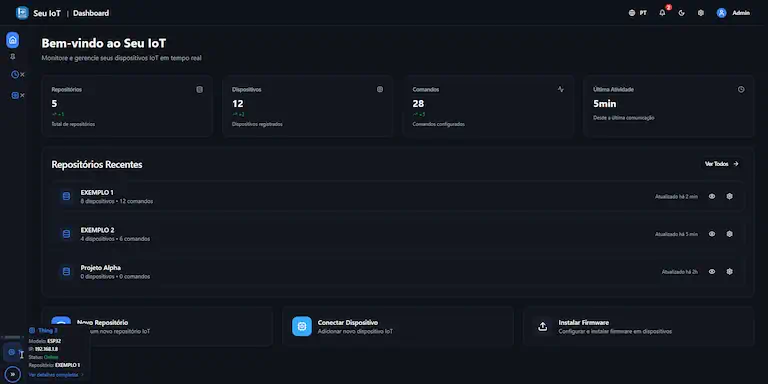 Seu IoT | Dashboard
PT
2
Admin
Bem-vindo ao Seu IoT
Monitore e gerencie seus dispositivos IoT em tempo real
Repositórios
5
+1
Total de repositórios
Dispositivos
12
+2
Dispositivos registrados
Comandos
28
+5
Comandos configurados
Última Atividade
5min
Desde a última comunicação
Repositórios Recentes
Ver Todos
EXEMPLO 1
8 dispositivos • 12 comandos
Atualizado há 2 min
EXEMPLO 2
4 dispositivos • 6 comandos
Atualizado há 5 min
Projeto Alpha
0 dispositivos • 0 comandos
Atualizado há 2h
Novo Repositório
um novo repositório IoT
Conectar Dispositivo
Adicionar novo dispositivo IoT
Instalar Firmware
Configurar e instalar firmware em dispositivos
Thing 3
Modelo: ESP32
IP: 192.168.1.8
Status: Online
Repositório: EXEMPLO 1
Ver detalhes completos